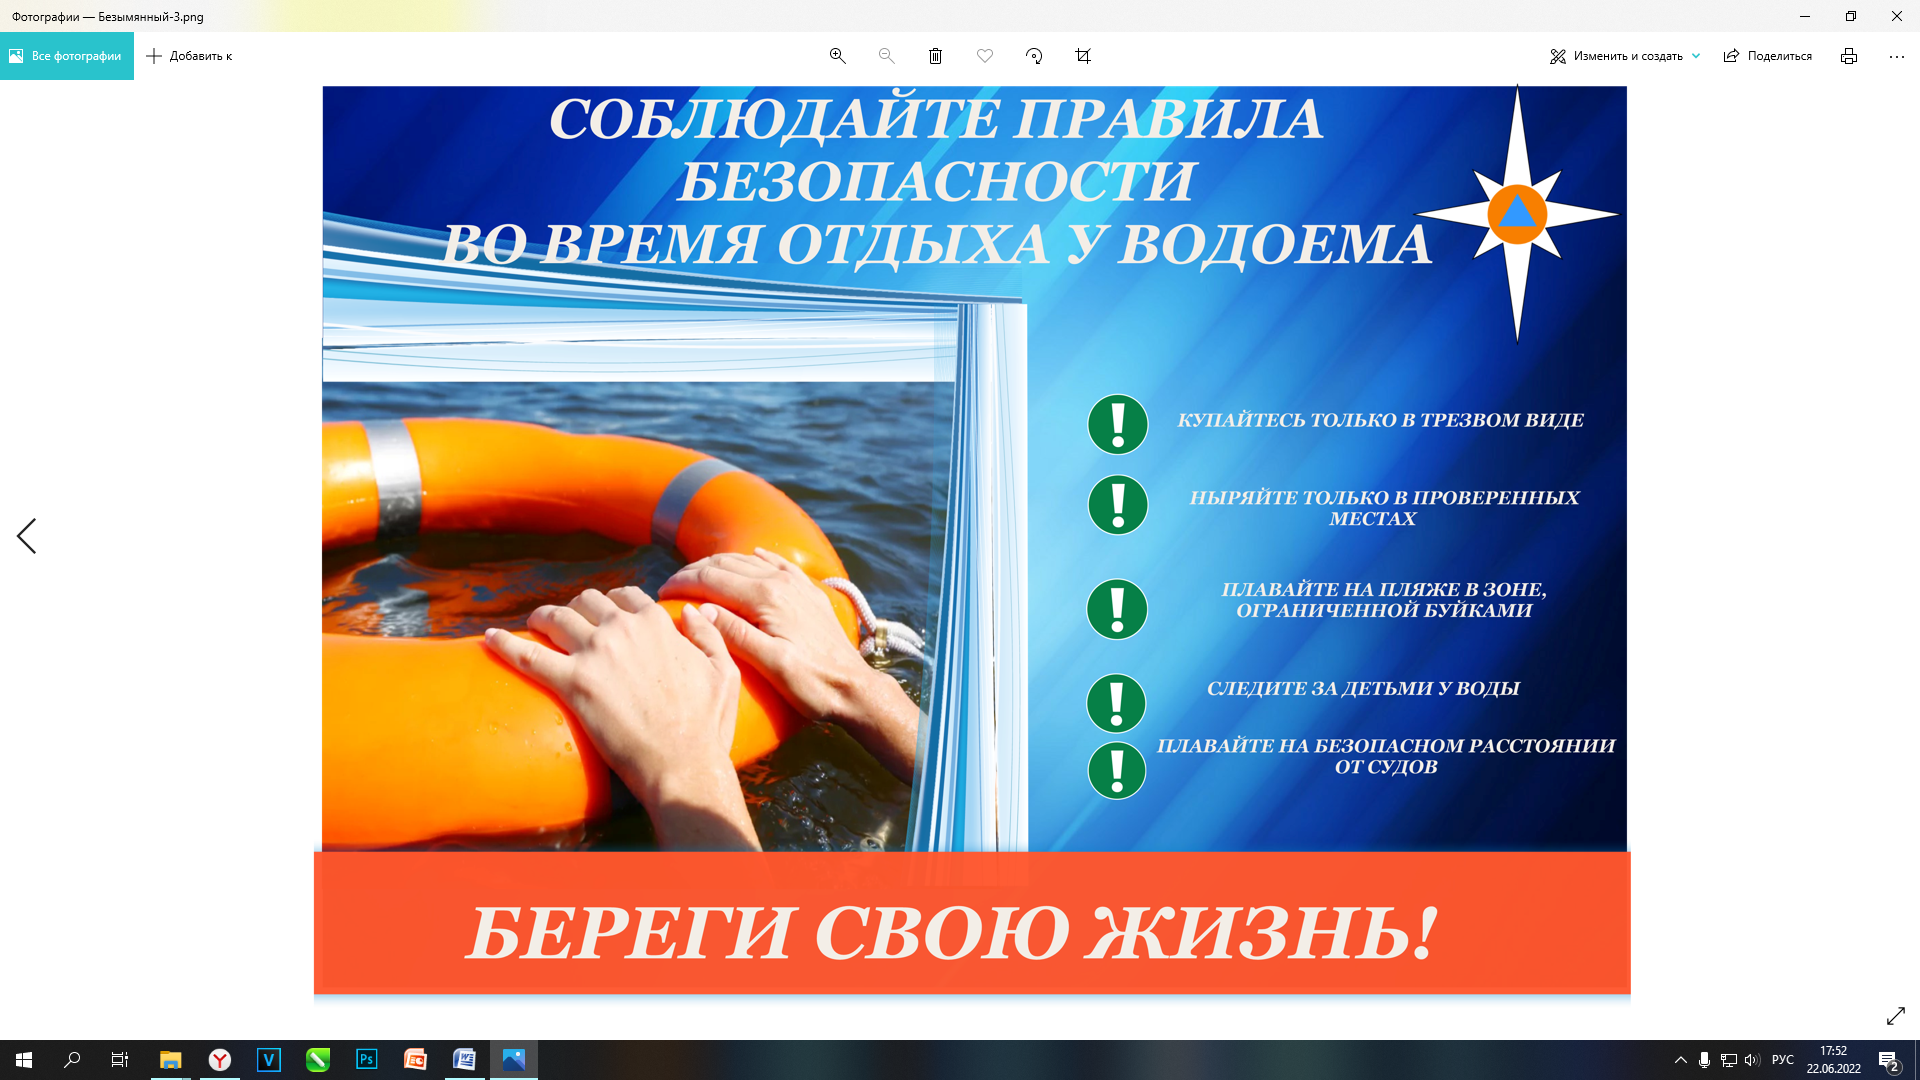 Фотографии — Безымянный-3.png
Все фотографии
Добавить к
Изменить и создать
Поделиться
СОБЛЮДАЙТЕ ПРАВИЛА
БЕЗОПАСНОСТИ
ВО ВРЕМЯ ОТДЫХА У ВОДОЕМА
! КУПАЙТЕСЬ ТОЛЬКО В ТРЕЗВОМ ВИДЕ
! НЫРЯЙТЕ ТОЛЬКО В ПРОВЕРЕННЫХ
МЕСТАХ
! ПЛАВАЙТЕ НА ПЛЯЖЕ В ЗОНЕ,
ОГРАНИЧЕННОЙ БУЙКАМИ
! СЛЕДИТЕ ЗА ДЕТЬМИ У ВОДЫ
! ПЛАВАЙТЕ НА БЕЗОПАСНОМ РАССТОЯНИИ
ОТ СУДОВ
БЕРЕГИ СВОЮ ЖИЗНЬ!
РУС
17:52
22.06.2022
2